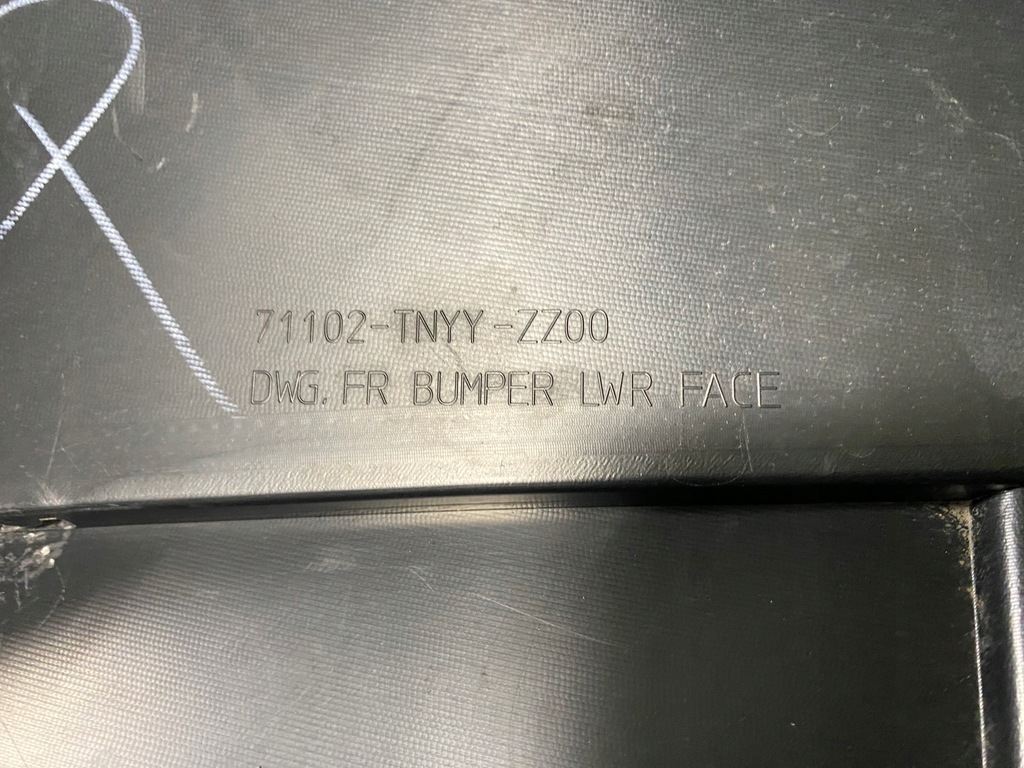 71102-TNYY-ZZ00
DWG. FR BUMPER LWR FACE